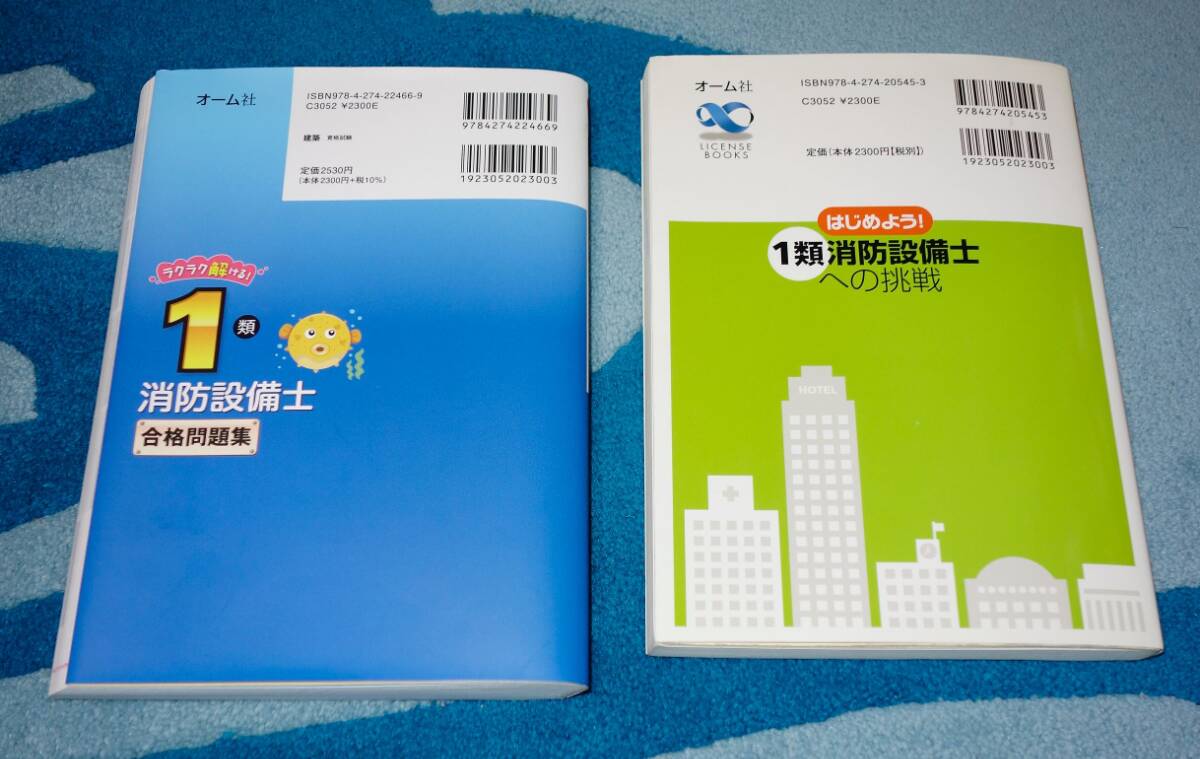 オーム社
ISBN978-4-274-22466-9
C3052 ¥2300E
9784274224669
建築 資格試験
定価2530円
(本体2300円+税10%)
1923052023003
ラクラク解ける!
1類
消防設備士
合格問題集
オーム社
LICENSE
BOOKS
ISBN978-4-274-20545-3
C3052 ¥2300E
9784274205453
定価(本体2300円【税別】)
1923052023003
はじめよう!
1類消防設備士
への挑戦
HOTEL